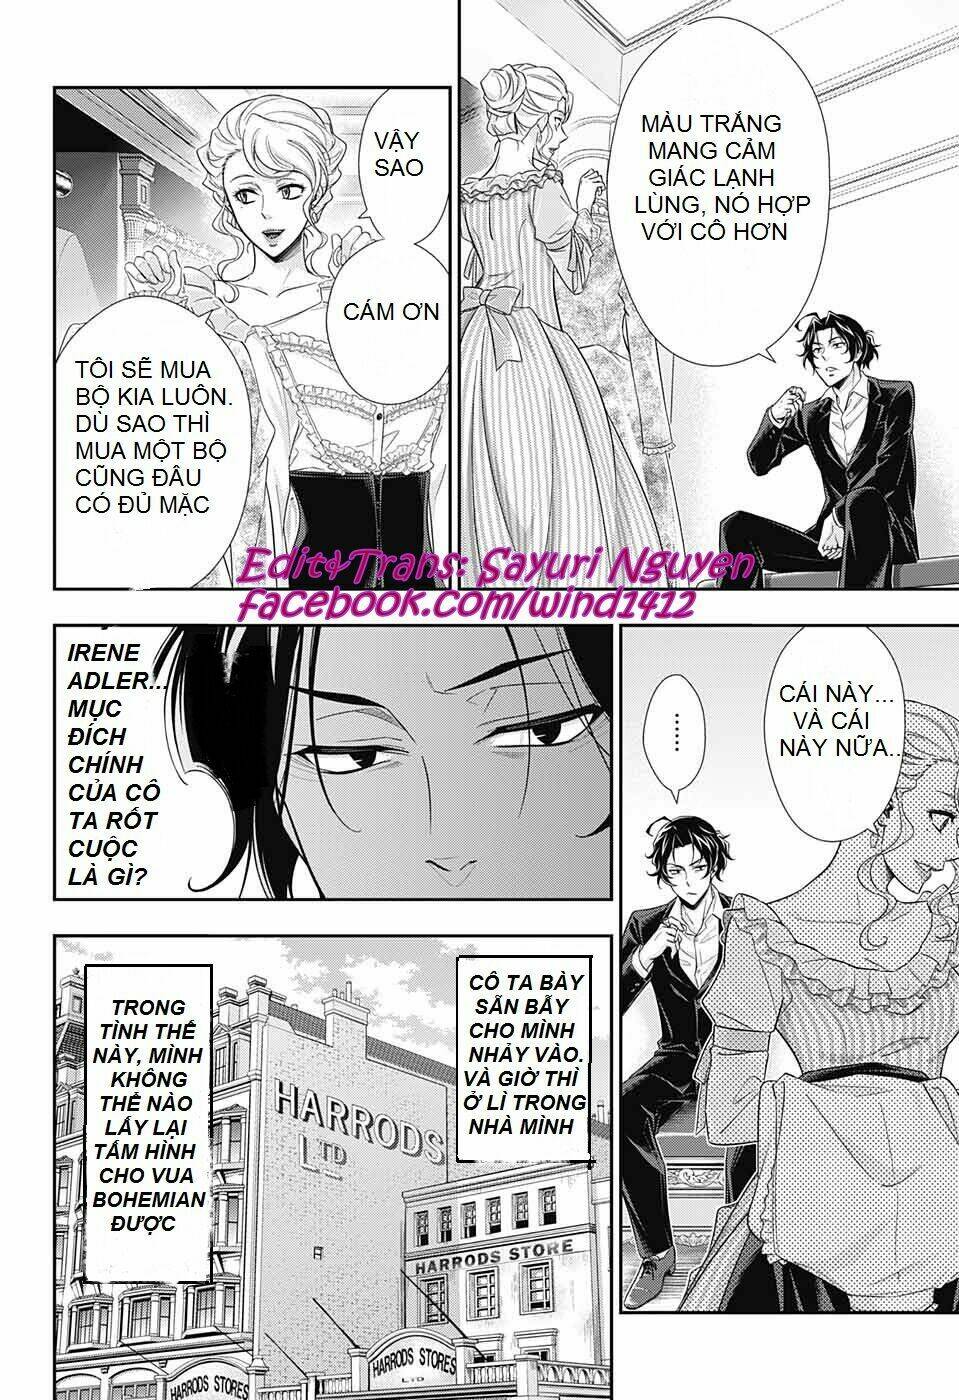 MÀU TRẮNG
MANG CẢM
GIÁC LẠNH
LÙNG, NÓ HỢP
VỚI CÔ HƠN
VẬY
SAO
CÁM ƠN
TÔI SẼ MUA
BỘ KIA LUÔN.
DÙ SAO THÌ
MUA MỘT BỘ
CŨNG ĐÂU
CÓ ĐỦ MẶC
Edit&Trans: Sayuri Nguyen
facebook.com/wind1412
CÁI NÀY...
VÀ CÁI
NÀY NỮA...
......
IRENE
ADLER...
MỤC
ĐÍCH
CHÍNH
CỦA CÔ
TA RỐT
CUỘC
LÀ GÌ?
CÔ TA BÀY
SẴN BẪY
CHO MÌNH
NHẢY VÀO.
VÀ GIỜ THÌ
Ở LÌ TRONG
NHÀ MÌNH
TRONG
TÌNH THẾ
NÀY, MÌNH
KHÔNG
THỂ NÀO
LẤY LẠI
TẤM HÌNH
CHO VUA
BOHEMIAN
ĐƯỢC
HARRODS
LTD
HARRODS STORE
HARRODS STORES
LTD
HARRODS STORES